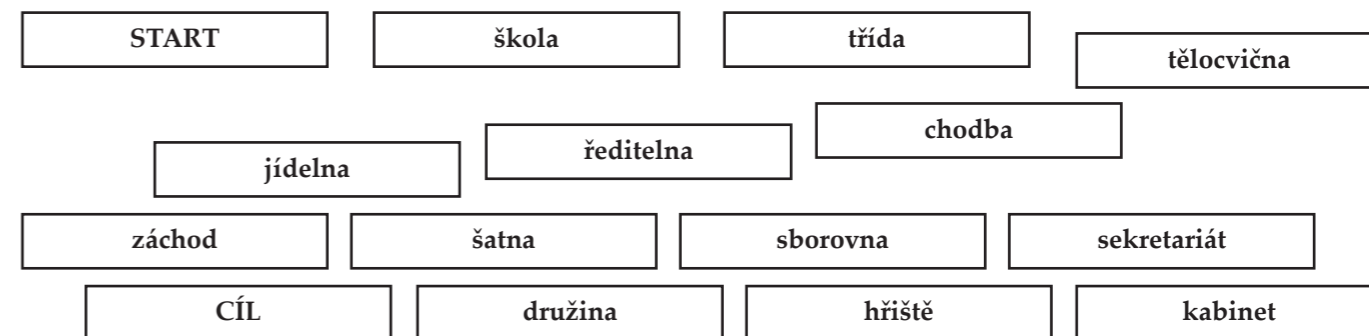 START škola třída tělocvična
jídelna ředitelna chodba
záchod šatna sborovna sekretariát
CÍL družina hřiště kabinet